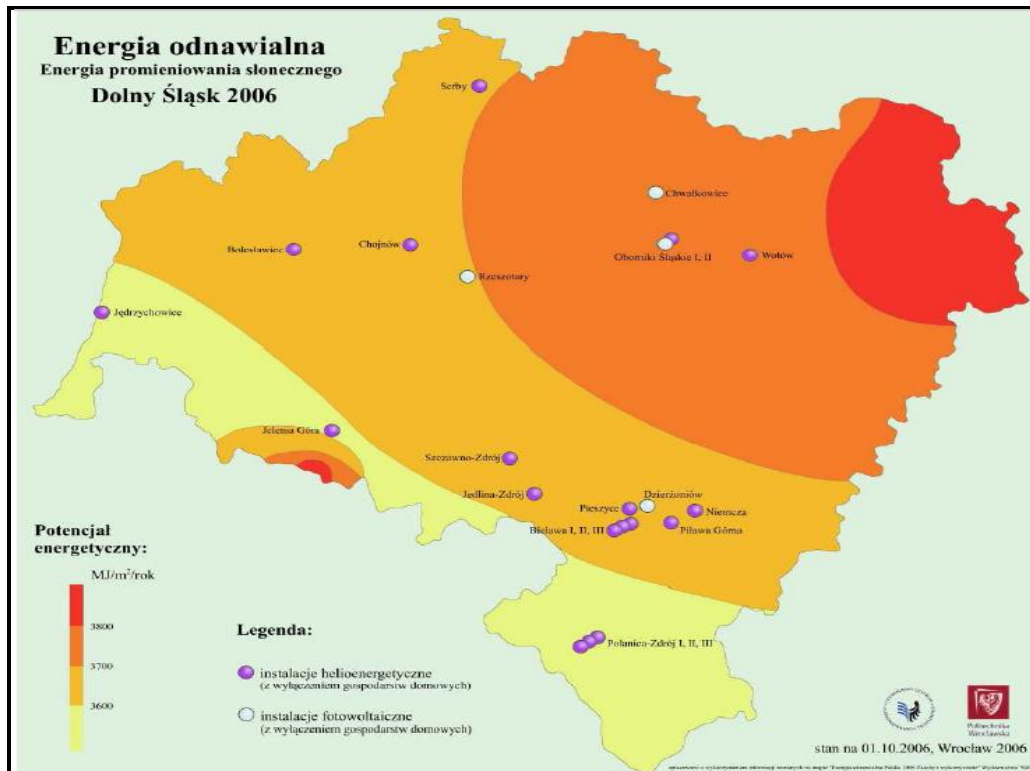 Energia odnawialna
Energia promieniowania słonecznego
Dolny Śląsk 2006
Serby
Chwałkowice
Bolesławiec
Chojnów
Oborniki Śląskie I, II
Wołów
Rzeszotary
Jędrzychowice
Jelenia Góra
Szczawno-Zdrój
Jedlina-Zdrój
Dzierżoniów
Pieszyce
Niemcza
Bielawa I, II, III
Piława Górna
Polanica-Zdrój I, II, III
Potencjał
energetyczny:
MJ/m²/rok
3800
3700
3600
Legenda:
instalacje helioenergetyczne
(z wyłączeniem gospodarstw domowych)
instalacje fotowoltaiczne
(z wyłączeniem gospodarstw domowych)
Politechnika
Wrocławska
stan na 01.10.2006, Wrocław 2006